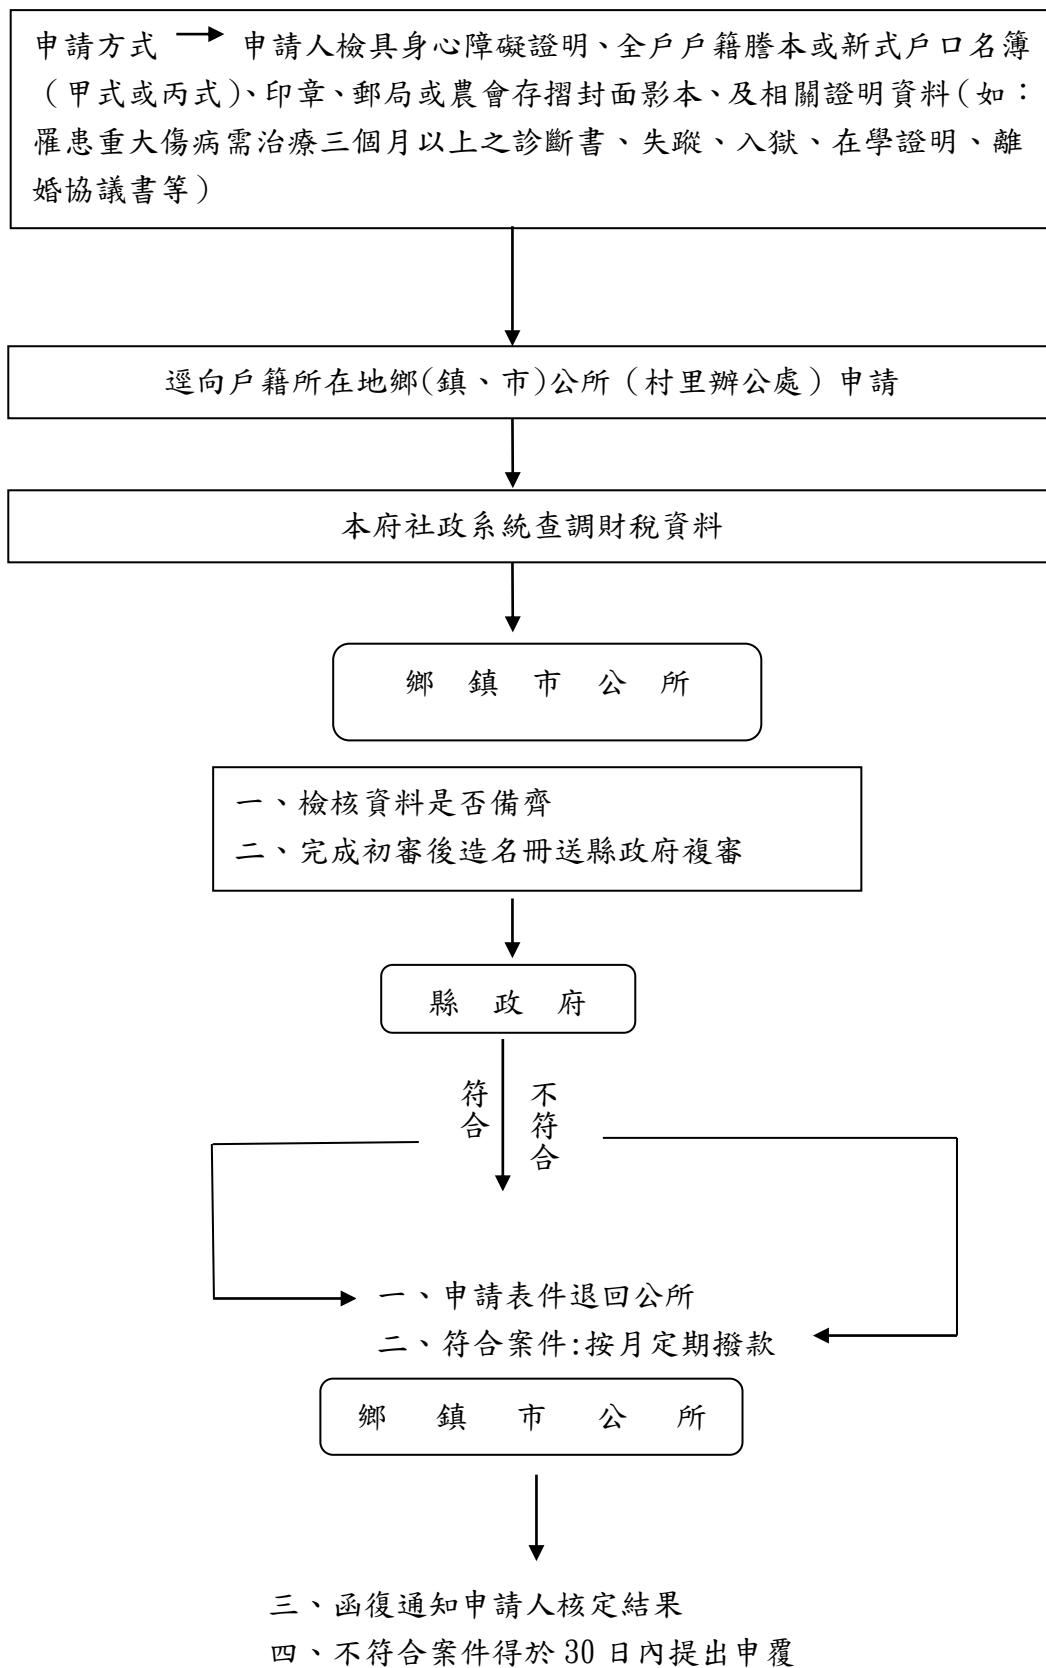 申請方式 → 申請人檢具身心障礙證明、全戶戶籍謄本或新式戶口名簿
（甲式或丙式）、印章、郵局或農會存摺封面影本、及相關證明資料（如：
罹患重大傷病需治療三個月以上之診斷書、失蹤、入獄、在學證明、離
婚協議書等）
逕向戶籍所在地鄉(鎮、市)公所（村里辦公處）申請
本府社政系統查調財稅資料
鄉 鎮 市 公 所
一、檢核資料是否備齊
二、完成初審後造名冊送縣政府複審
縣 政 府
符合
不符合
一、申請表件退回公所
二、符合案件:按月定期撥款
鄉 鎮 市 公 所
三、函復通知申請人核定結果
四、不符合案件得於 30 日內提出申覆